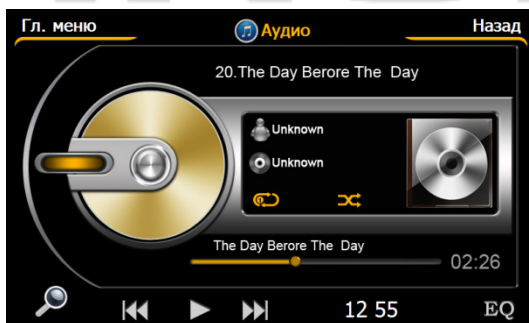 Гл. меню
Аудио
Назад
20.The Day Berore The Day
Unknown
Unknown
The Day Berore The Day
02:26
12 55
EQ